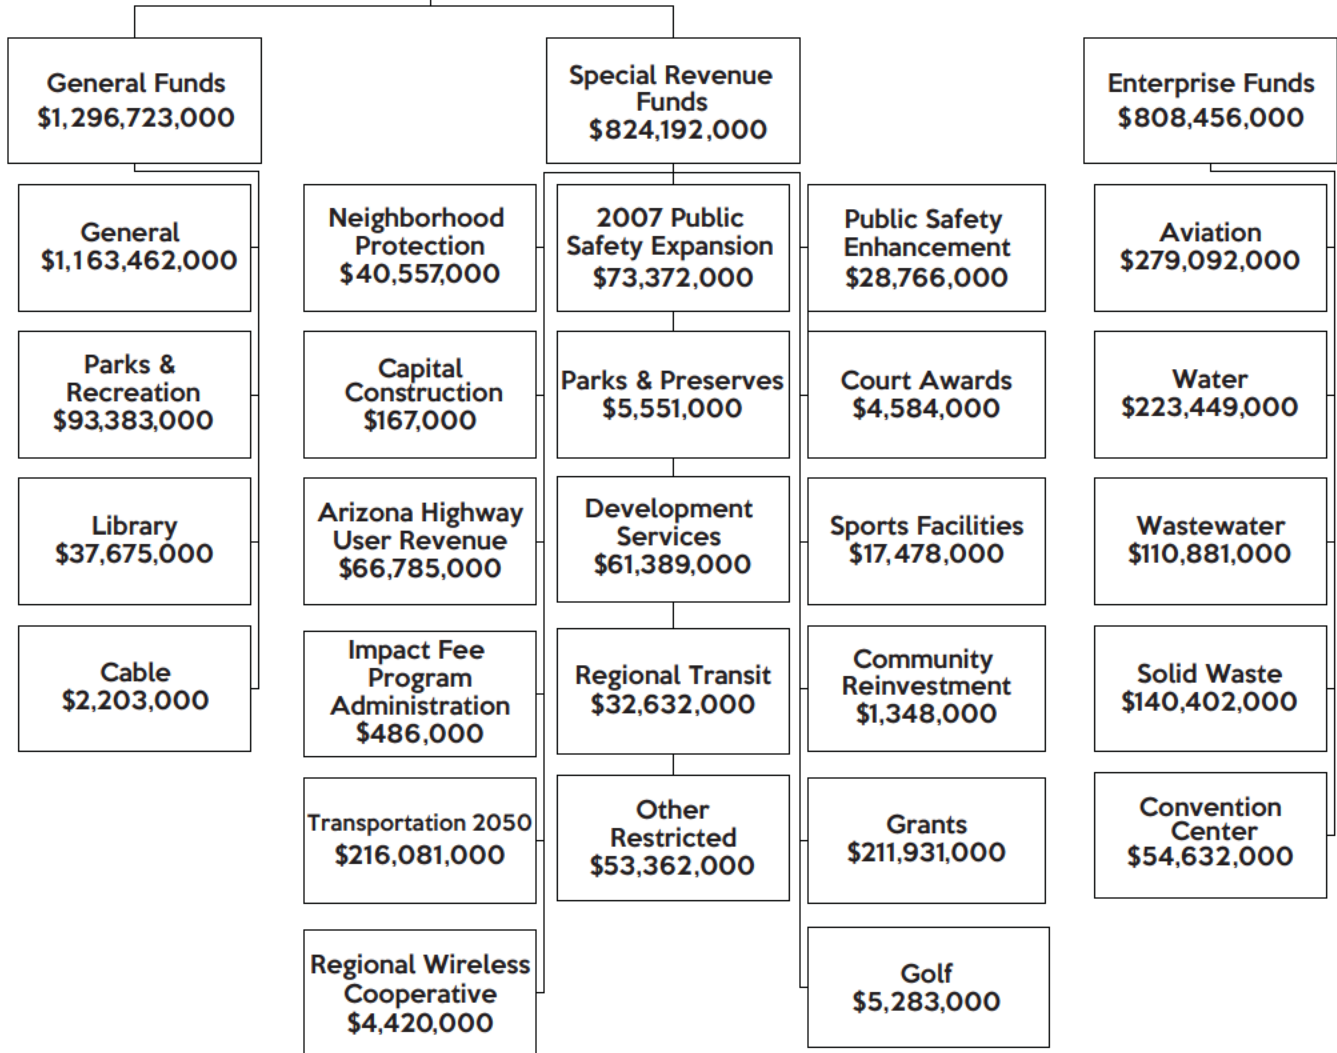 General Funds
$1,296,723,000
Special Revenue
Funds
$824,192,000
Enterprise Funds
$808,456,000
General
$1,163,462,000
Neighborhood
Protection
$40,557,000
2007 Public
Safety Expansion
$73,372,000
Public Safety
Enhancement
$28,766,000
Aviation
$279,092,000
Parks &
Recreation
$93,383,000
Capital
Construction
$167,000
Parks & Preserves
$5,551,000
Court Awards
$4,584,000
Water
$223,449,000
Library
$37,675,000
Arizona Highway
User Revenue
$66,785,000
Development
Services
$61,389,000
Sports Facilities
$17,478,000
Wastewater
$110,881,000
Cable
$2,203,000
Impact Fee
Program
Administration
$486,000
Regional Transit
$32,632,000
Community
Reinvestment
$1,348,000
Solid Waste
$140,402,000
Transportation 2050
$216,081,000
Other
Restricted
$53,362,000
Grants
$211,931,000
Convention
Center
$54,632,000
Regional Wireless
Cooperative
$4,420,000
Golf
$5,283,000